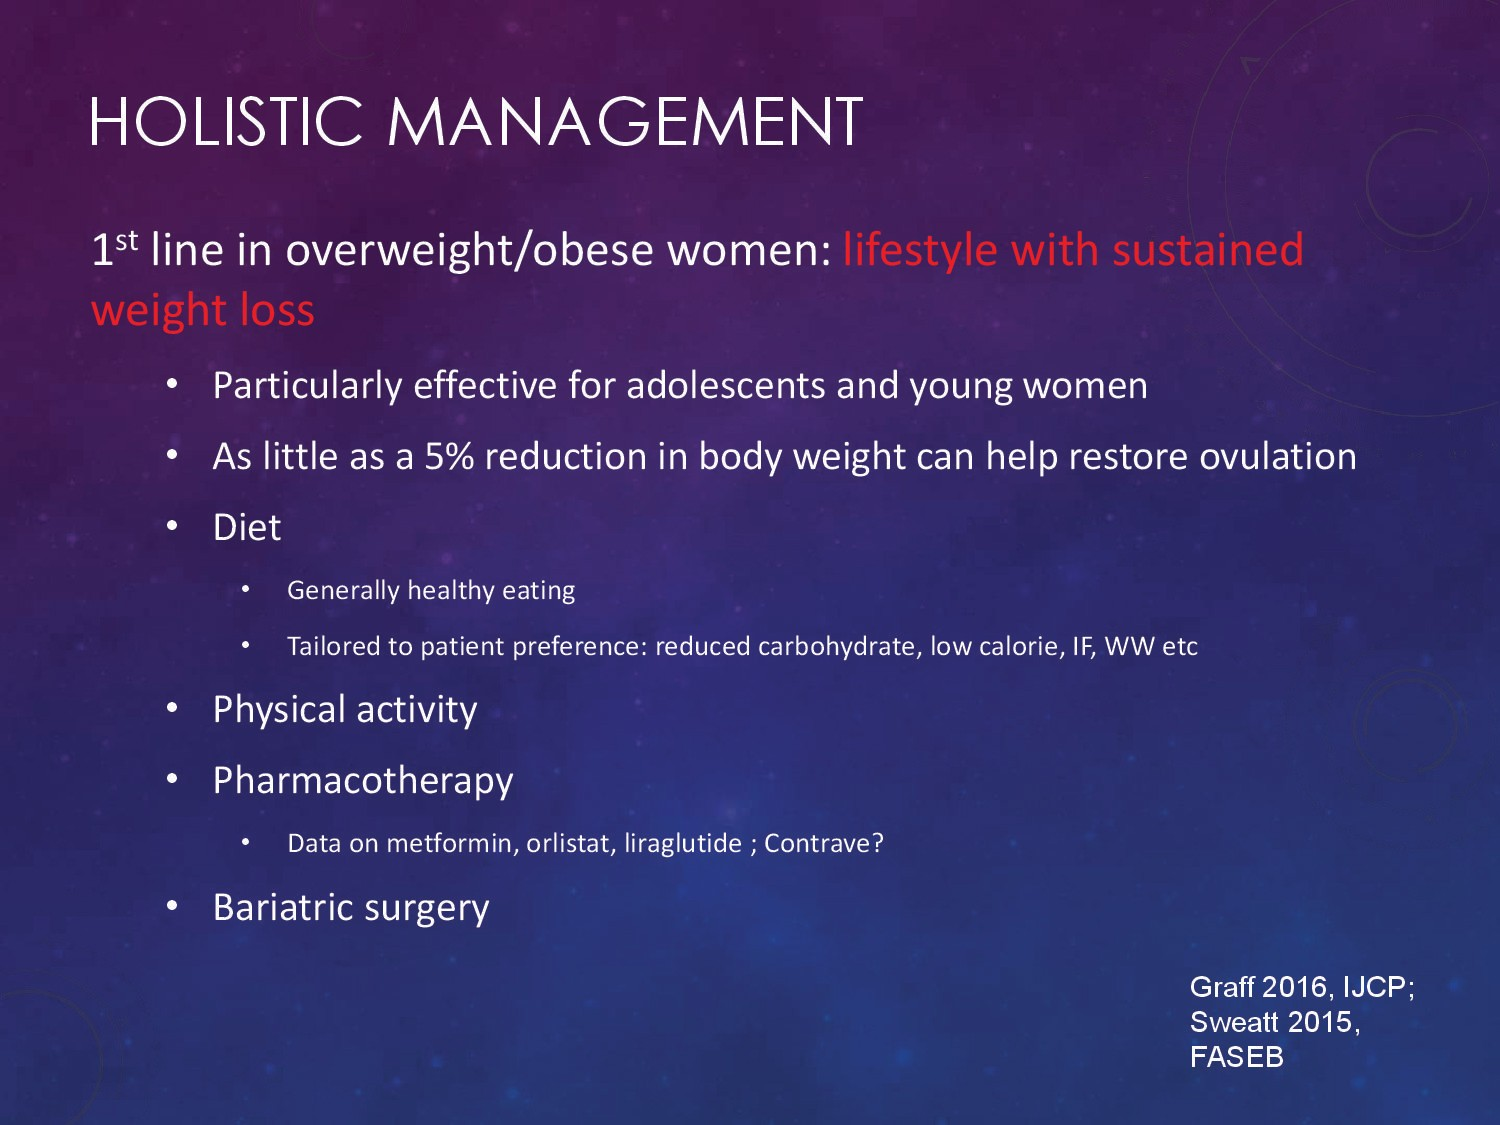 HOLISTIC MANAGEMENT
1st line in overweight/obese women: lifestyle with sustained
weight loss
• Particularly effective for adolescents and young women
• As little as a 5% reduction in body weight can help restore ovulation
• Diet
• Generally healthy eating
• Tailored to patient preference: reduced carbohydrate, low calorie, IF, WW etc
• Physical activity
• Pharmacotherapy
• Data on metformin, orlistat, liraglutide ; Contrave?
• Bariatric surgery
Graff 2016, IJCP;
Sweatt 2015,
FASEB